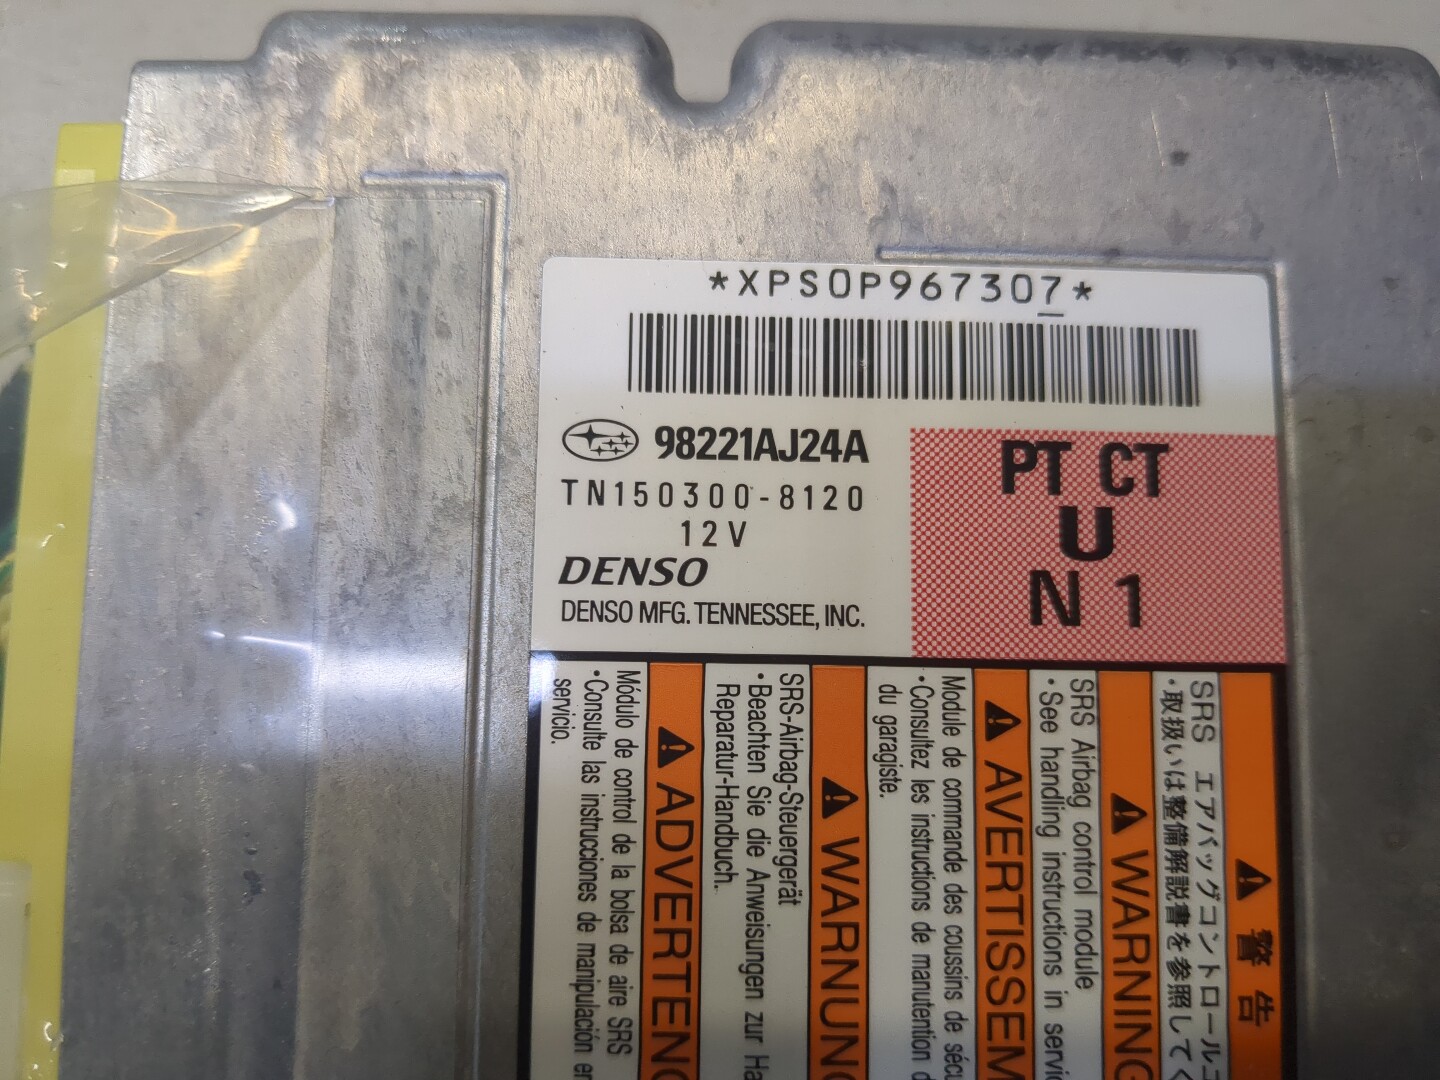 *XPS0P967307*
98221AJ24A
TN150300-8120
12V
DENSO
DENSO MFG. TENNESSEE, INC.
PT CT
U
N 1
警告
SRS エアバッグコントロール
・取扱いは整備解説書を参照して
WARNING
SRS Airbag control module
・See handling instructions in
AVERTISSEM
Module de commande des coussins de
・Consultez les instructions de manutention
du garagiste.
WARNUN
SRS-Airbag-Steuergerät
・Beachten Sie die Anweisungen zur
Reparatur-Handbuch.
ADVERTEN
Módulo de control de la bolsa de aire SRS
・Consulte las instrucciones de manipulación
servicio.